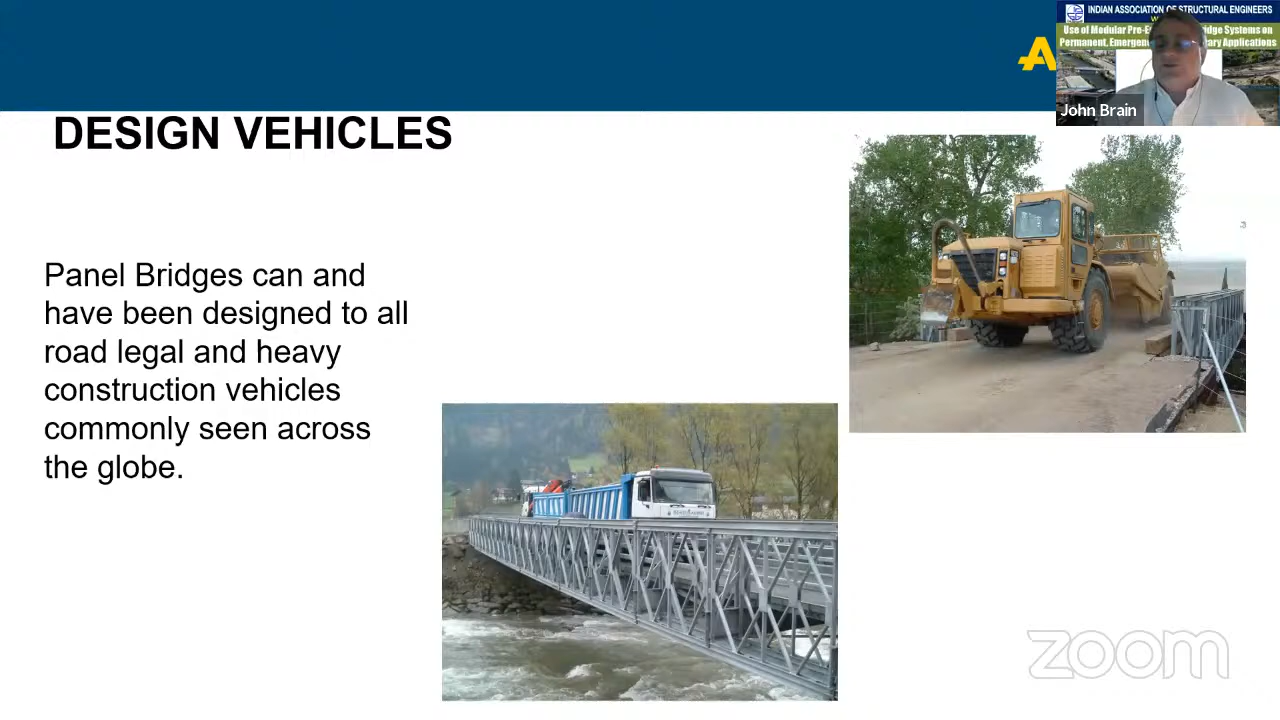 INDIAN ASSOCIATION OF STRUCTURAL ENGINEERS
Use of Modular Pre-E idge Systems on
Permanent, Emergenc ary Applications
A
John Brain
DESIGN VEHICLES
Panel Bridges can and
have been designed to all
road legal and heavy
construction vehicles
commonly seen across
the globe.
zoom